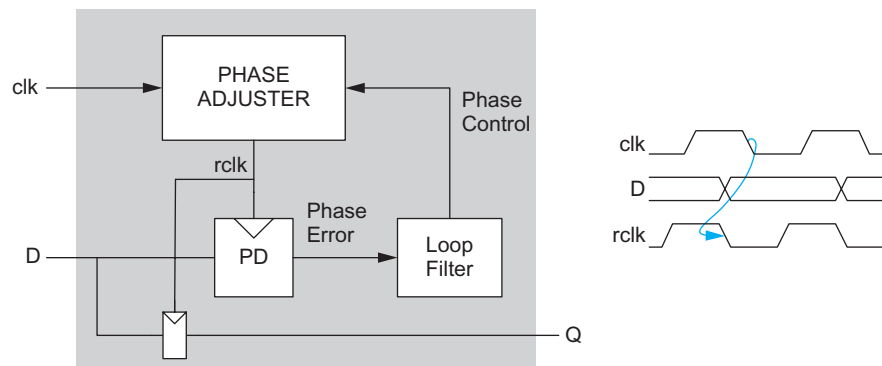 clk
PHASE
ADJUSTER
Phase
Control
rclk
Phase
Error
D
PD
Loop
Filter
Q
clk
D
rclk